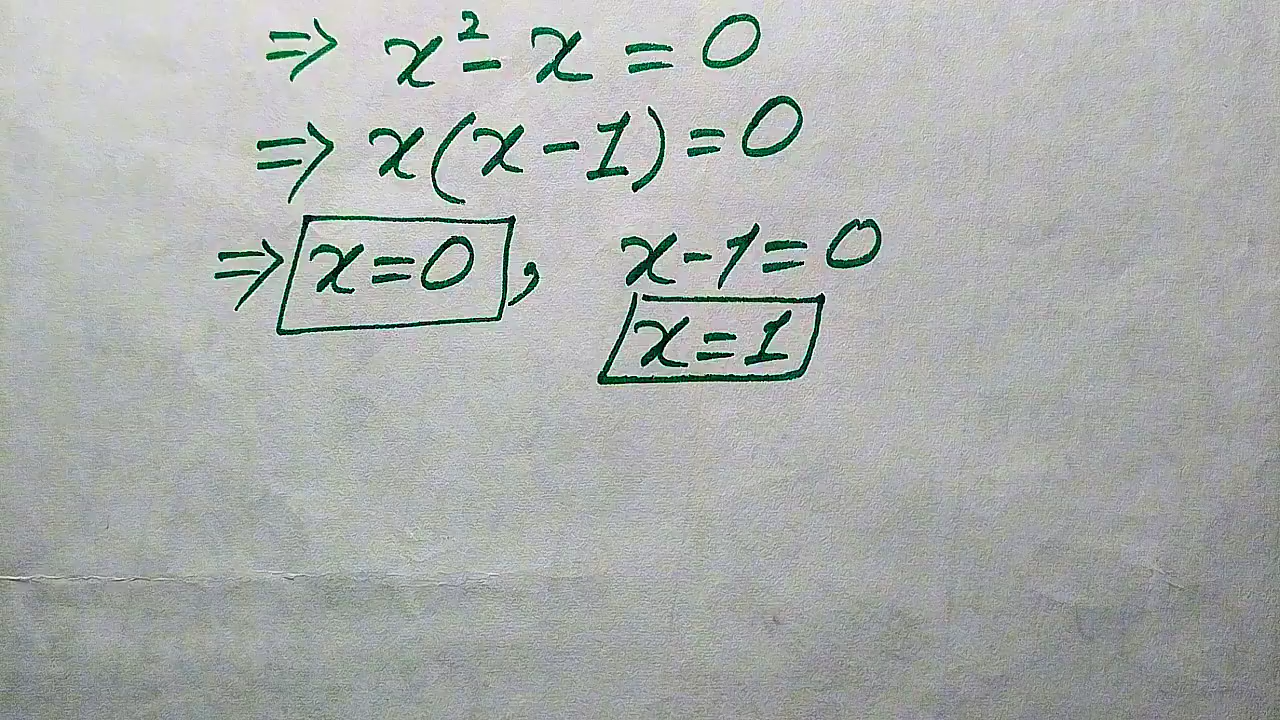 ⇒ x² - x = 0
⇒ x(x - 1) = 0
⇒ x = 0 , x - 1 = 0
x = 1